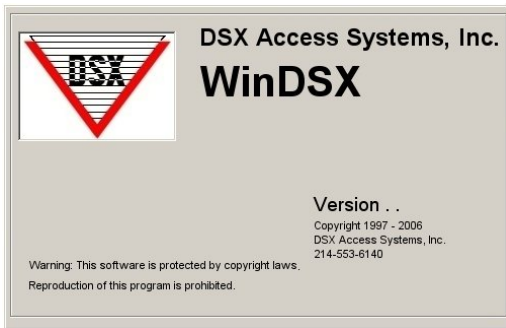 DSX Access Systems, Inc.
DSX
WinDSX
Version . .
Copyright 1997 - 2006
DSX Access Systems, Inc.
214-553-6140
Warning: This software is protected by copyright laws.
Reproduction of this program is prohibited.